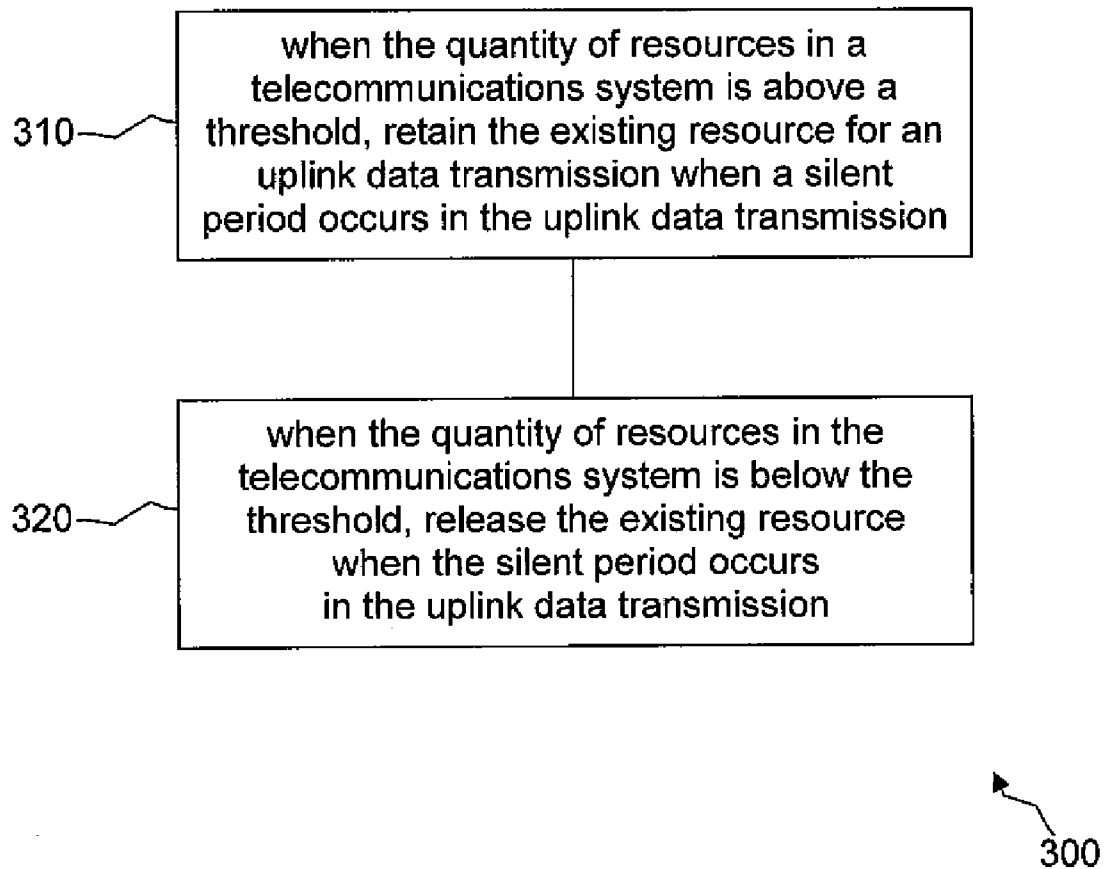 when the quantity of resources in a
telecommunications system is above a
threshold, retain the existing resource for an
uplink data transmission when a silent
period occurs in the uplink data transmission
310
when the quantity of resources in the
telecommunications system is below the
threshold, release the existing resource
when the silent period occurs
in the uplink data transmission
320
300